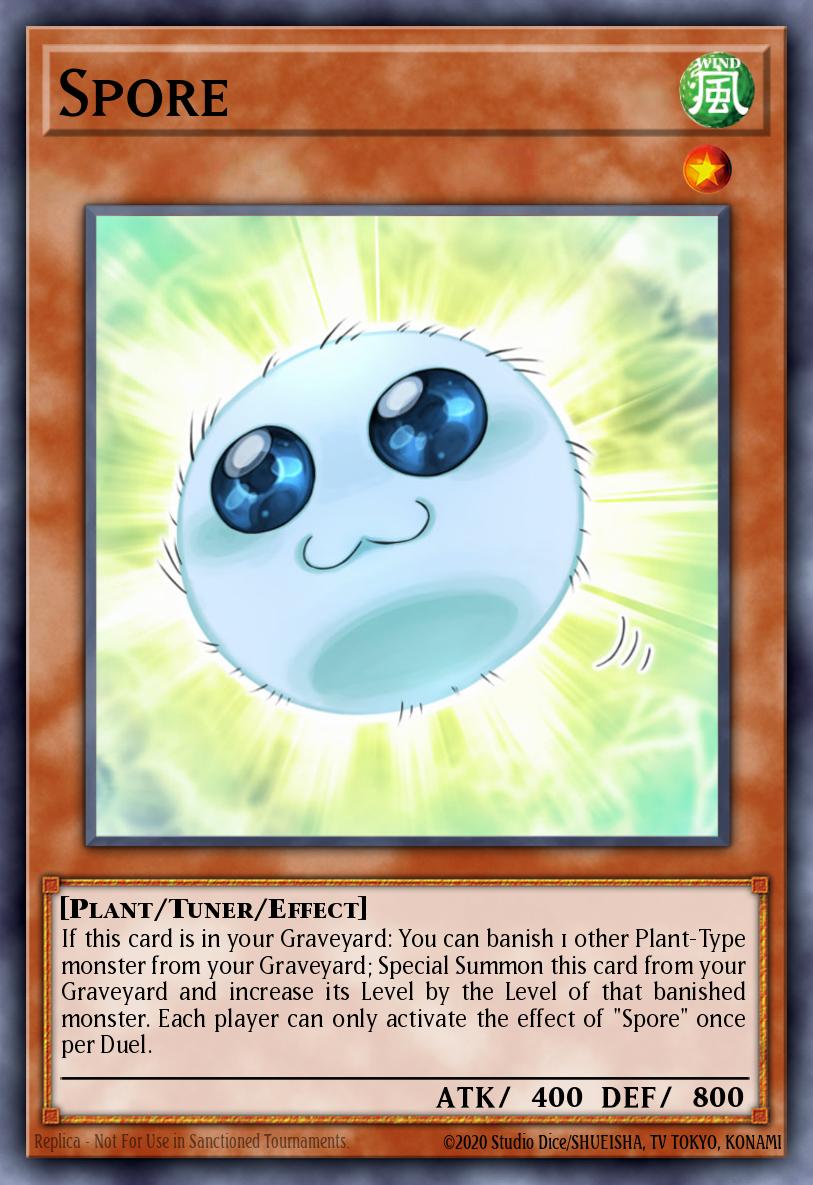 Spore
WIND
風
[Plant/Tuner/Effect]
If this card is in your Graveyard: You can banish 1 other Plant-Type
monster from your Graveyard; Special Summon this card from your
Graveyard and increase its Level by the Level of that banished
monster. Each player can only activate the effect of "Spore" once
per Duel.
ATK/ 400 DEF/ 800
Replica - Not For Use in Sanctioned Tournaments.
©2020 Studio Dice/SHUEISHA, TV TOKYO, KONAMI